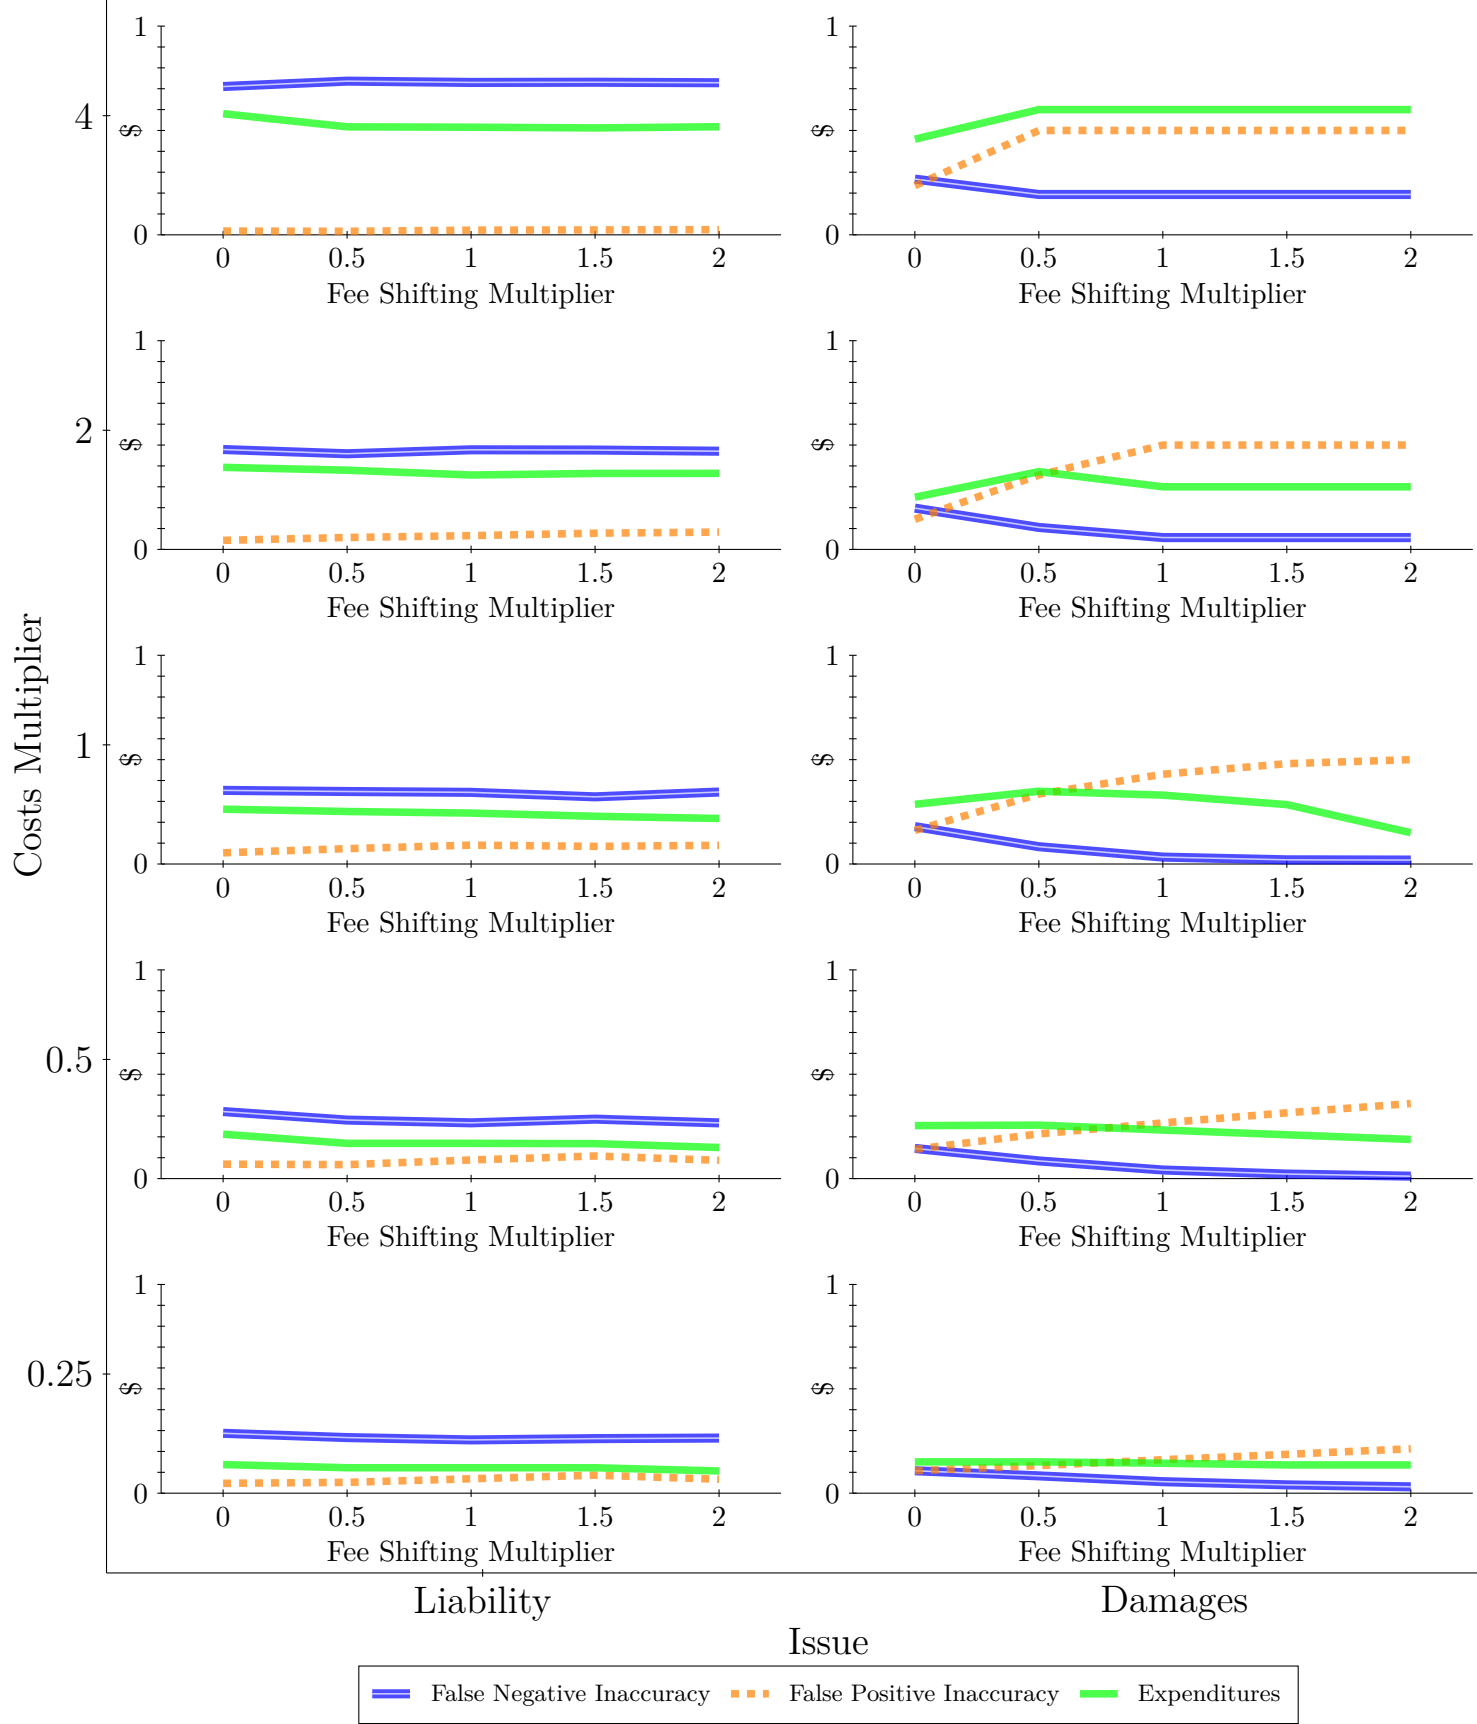 1
$
0
0 0.5 1 1.5 2
Fee Shifting Multiplier
1
$
0
0 0.5 1 1.5 2
Fee Shifting Multiplier
4
1
$
0
0 0.5 1 1.5 2
Fee Shifting Multiplier
1
$
0
0 0.5 1 1.5 2
Fee Shifting Multiplier
2
Costs Multiplier
1
$
0
0 0.5 1 1.5 2
Fee Shifting Multiplier
1
$
0
0 0.5 1 1.5 2
Fee Shifting Multiplier
1
1
$
0
0 0.5 1 1.5 2
Fee Shifting Multiplier
1
$
0
0 0.5 1 1.5 2
Fee Shifting Multiplier
0.5
1
$
0
0 0.5 1 1.5 2
Fee Shifting Multiplier
1
$
0
0 0.5 1 1.5 2
Fee Shifting Multiplier
0.25
Liability Damages
Issue
False Negative Inaccuracy False Positive Inaccuracy Expenditures